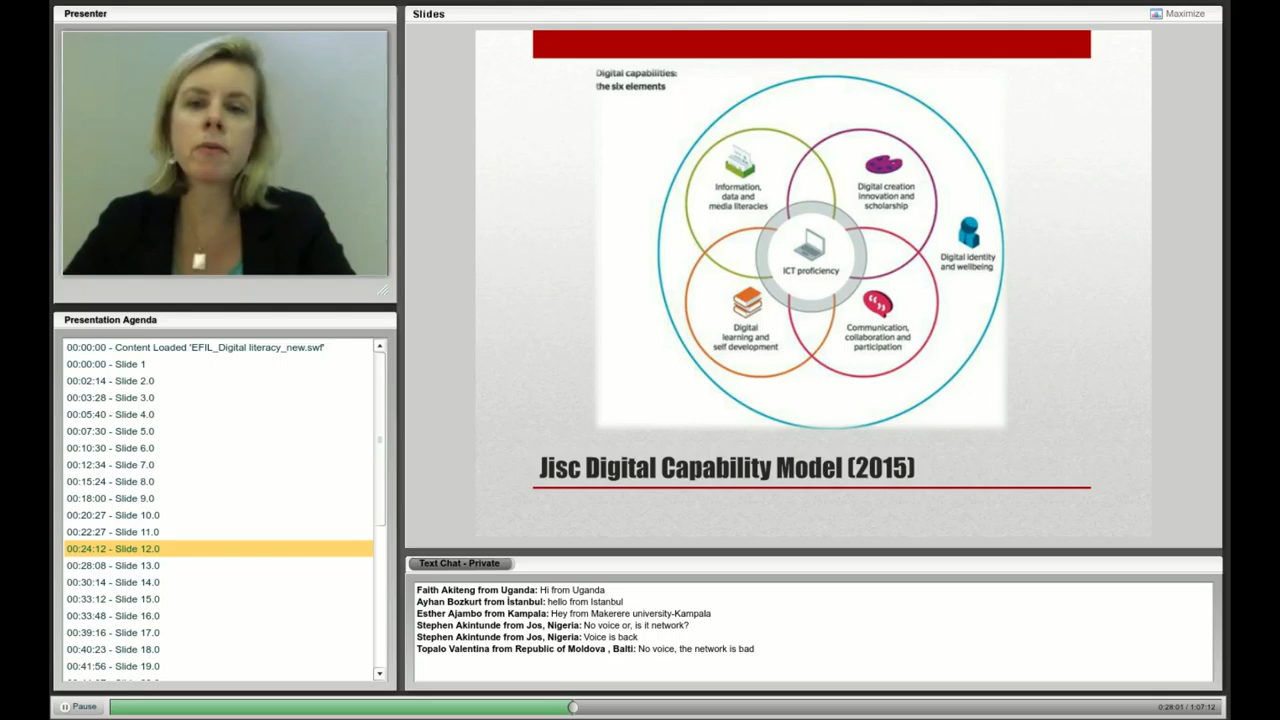 Presenter
Slides
Maximize
Digital capabilities:
the six elements
Information,
data and
media literacies
Digital creation
innovation and
scholarship
ICT proficiency
Digital identity
and wellbeing
Digital
learning and
self development
Communication,
collaboration and
participation
Jisc Digital Capability Model (2015)
Presentation Agenda
00:00:00 - Content Loaded 'EFIL_Digital literacy_new.swf'
00:00:00 - Slide 1
00:02:14 - Slide 2.0
00:03:28 - Slide 3.0
00:05:40 - Slide 4.0
00:07:30 - Slide 5.0
00:10:30 - Slide 6.0
00:12:34 - Slide 7.0
00:15:24 - Slide 8.0
00:18:00 - Slide 9.0
00:20:27 - Slide 10.0
00:22:27 - Slide 11.0
00:24:12 - Slide 12.0
00:28:08 - Slide 13.0
00:30:14 - Slide 14.0
00:33:12 - Slide 15.0
00:33:48 - Slide 16.0
00:39:16 - Slide 17.0
00:40:23 - Slide 18.0
00:41:56 - Slide 19.0
Text Chat - Private
Faith Akiteng from Uganda: Hi from Uganda
Ayhan Bozkurt from İstanbul: hello from Istanbul
Esther Ajambo from Kampala: Hey from Makerere university-Kampala
Stephen Akintunde from Jos, Nigeria: No voice or, is it network?
Stephen Akintunde from Jos, Nigeria: Voice is back
Topalo Valentina from Republic of Moldova , Balti: No voice, the network is bad
Pause
0:28:01 / 1:07:12